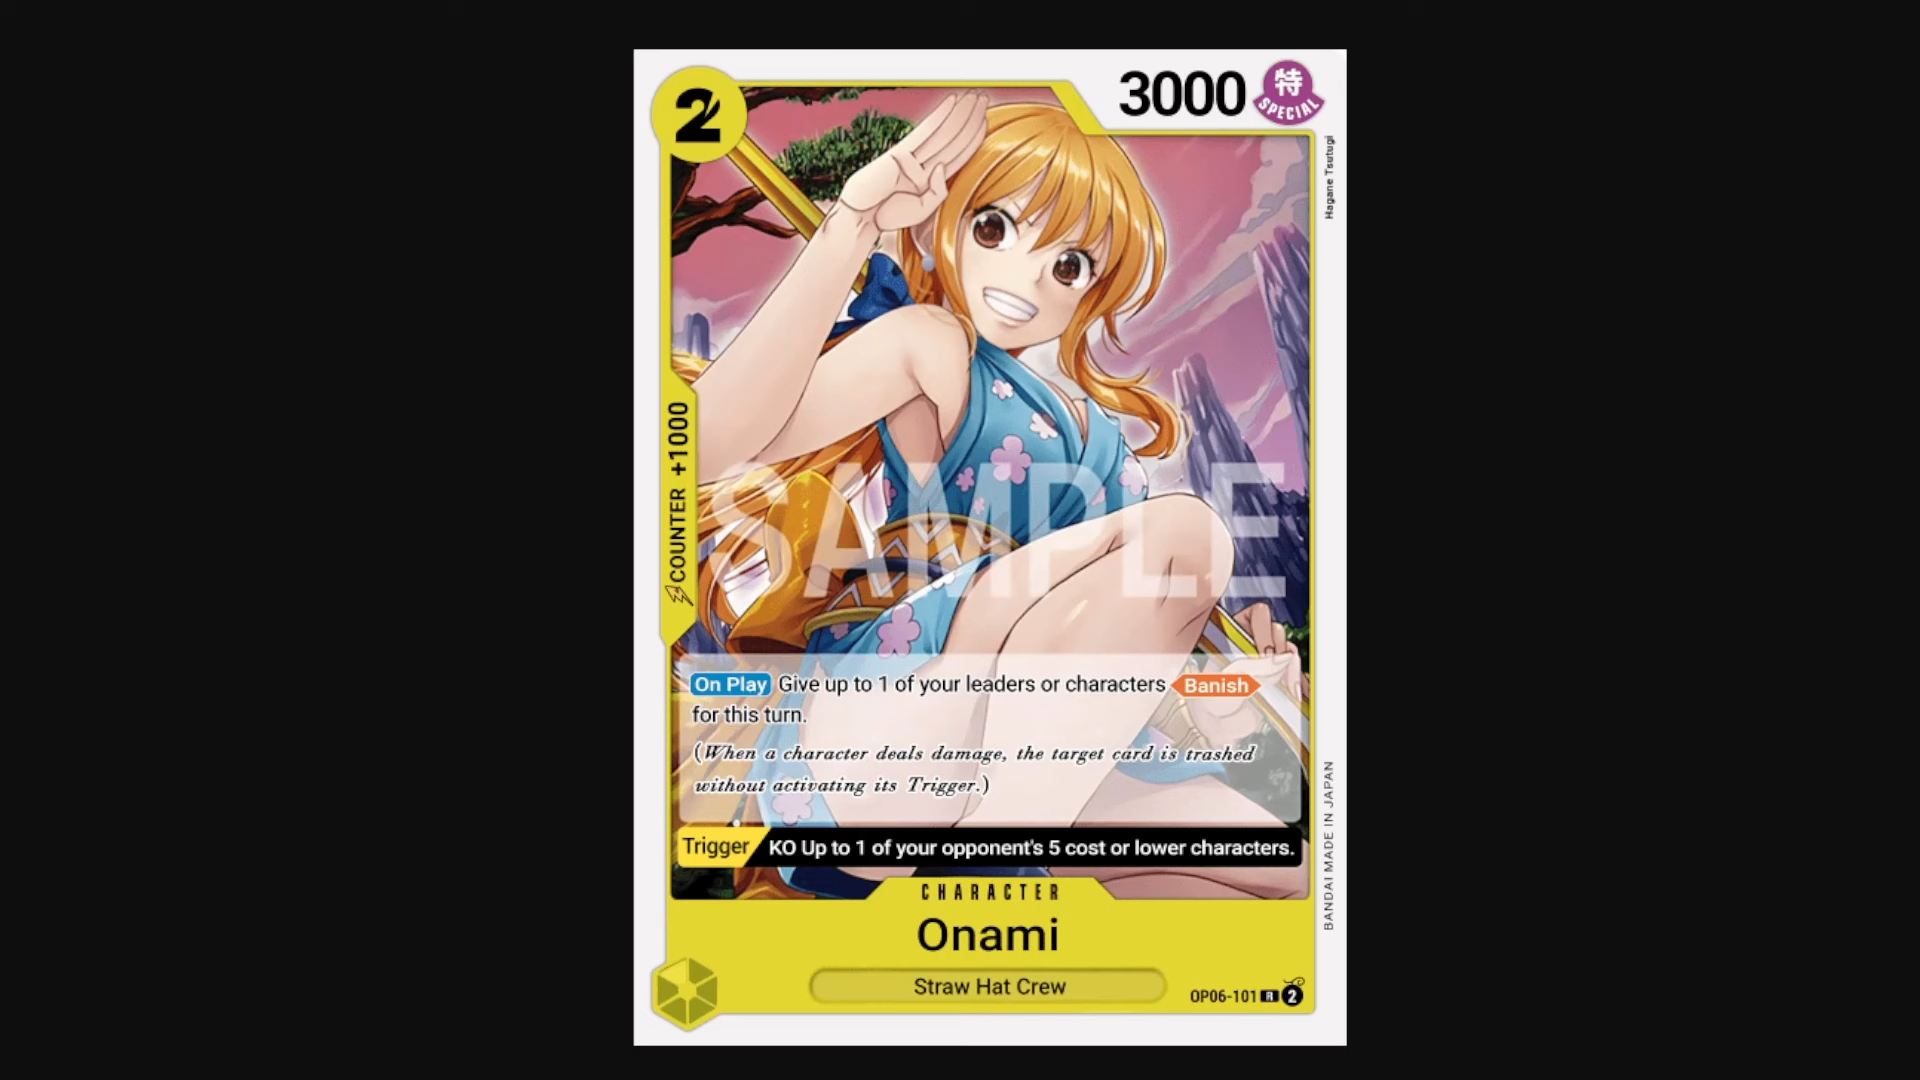 2
3000
特
SPECIAL
Hagane Tsutugi
COUNTER +1000
SAMPLE
On Play Give up to 1 of your leaders or characters Banish
for this turn.
(When a character deals damage, the target card is trashed
without activating its Trigger.)
Trigger KO Up to 1 of your opponent's 5 cost or lower characters.
CHARACTER
Onami
Straw Hat Crew
OP06-101 R 2
BANDAI MADE IN JAPAN